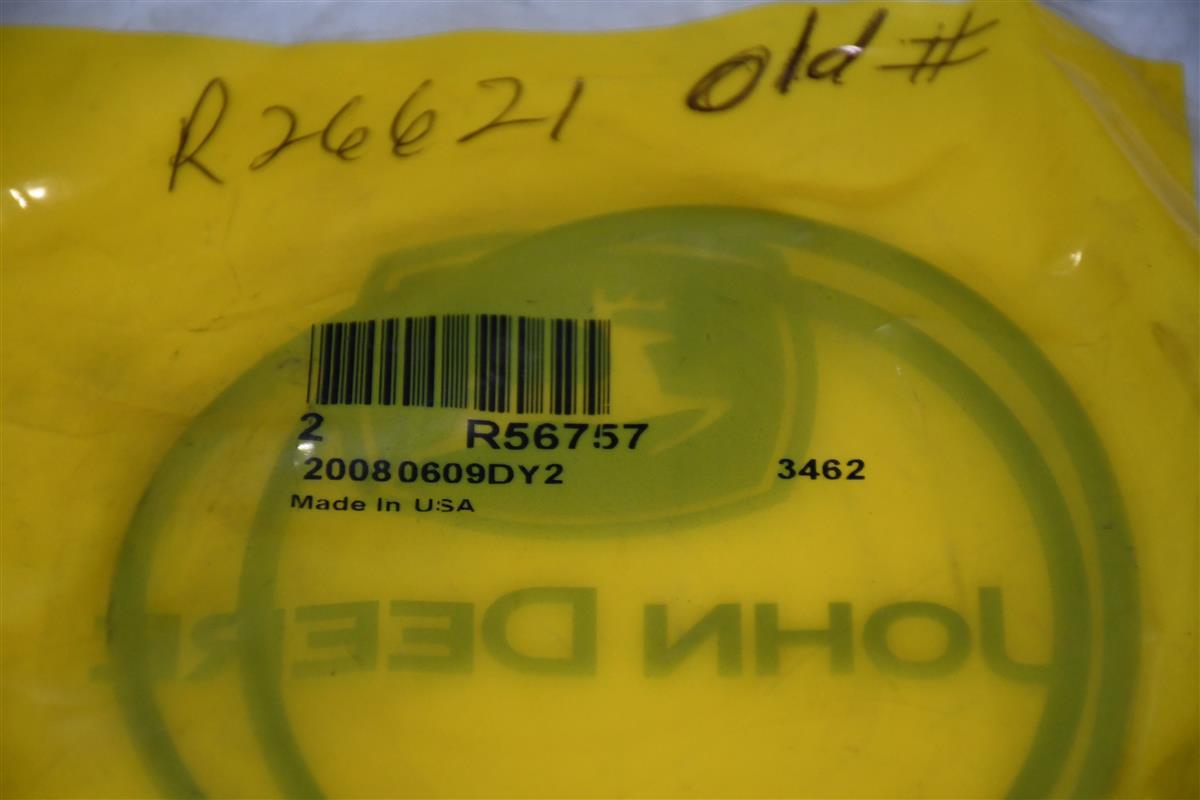 R26621 Old #
2 R56757
20080609DY2 3462
Made In USA
JOHN DEERE